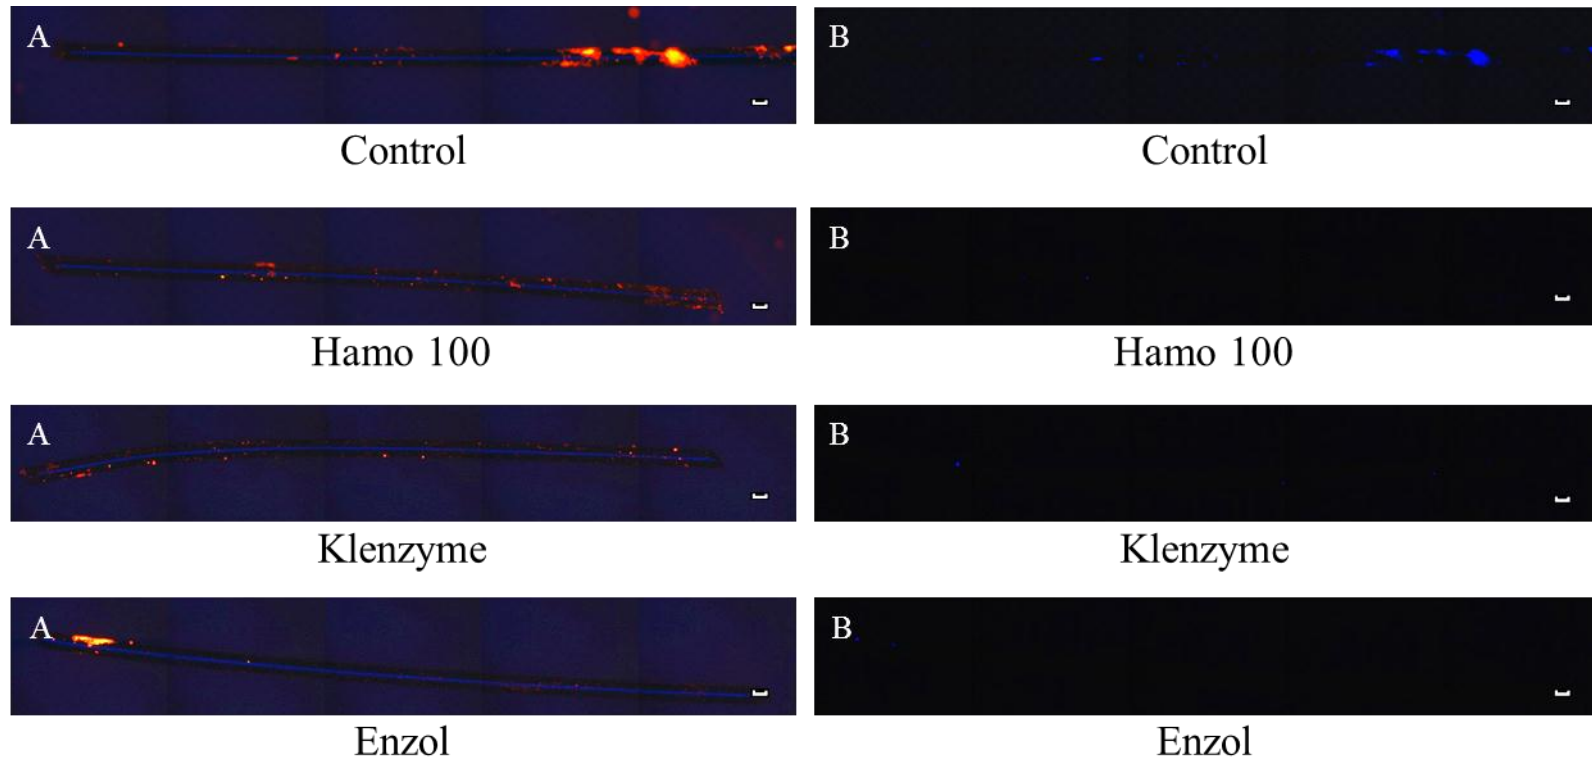 A B
Control Control
A B
Hamo 100 Hamo 100
A B
Klenzyme Klenzyme
A B
Enzol Enzol